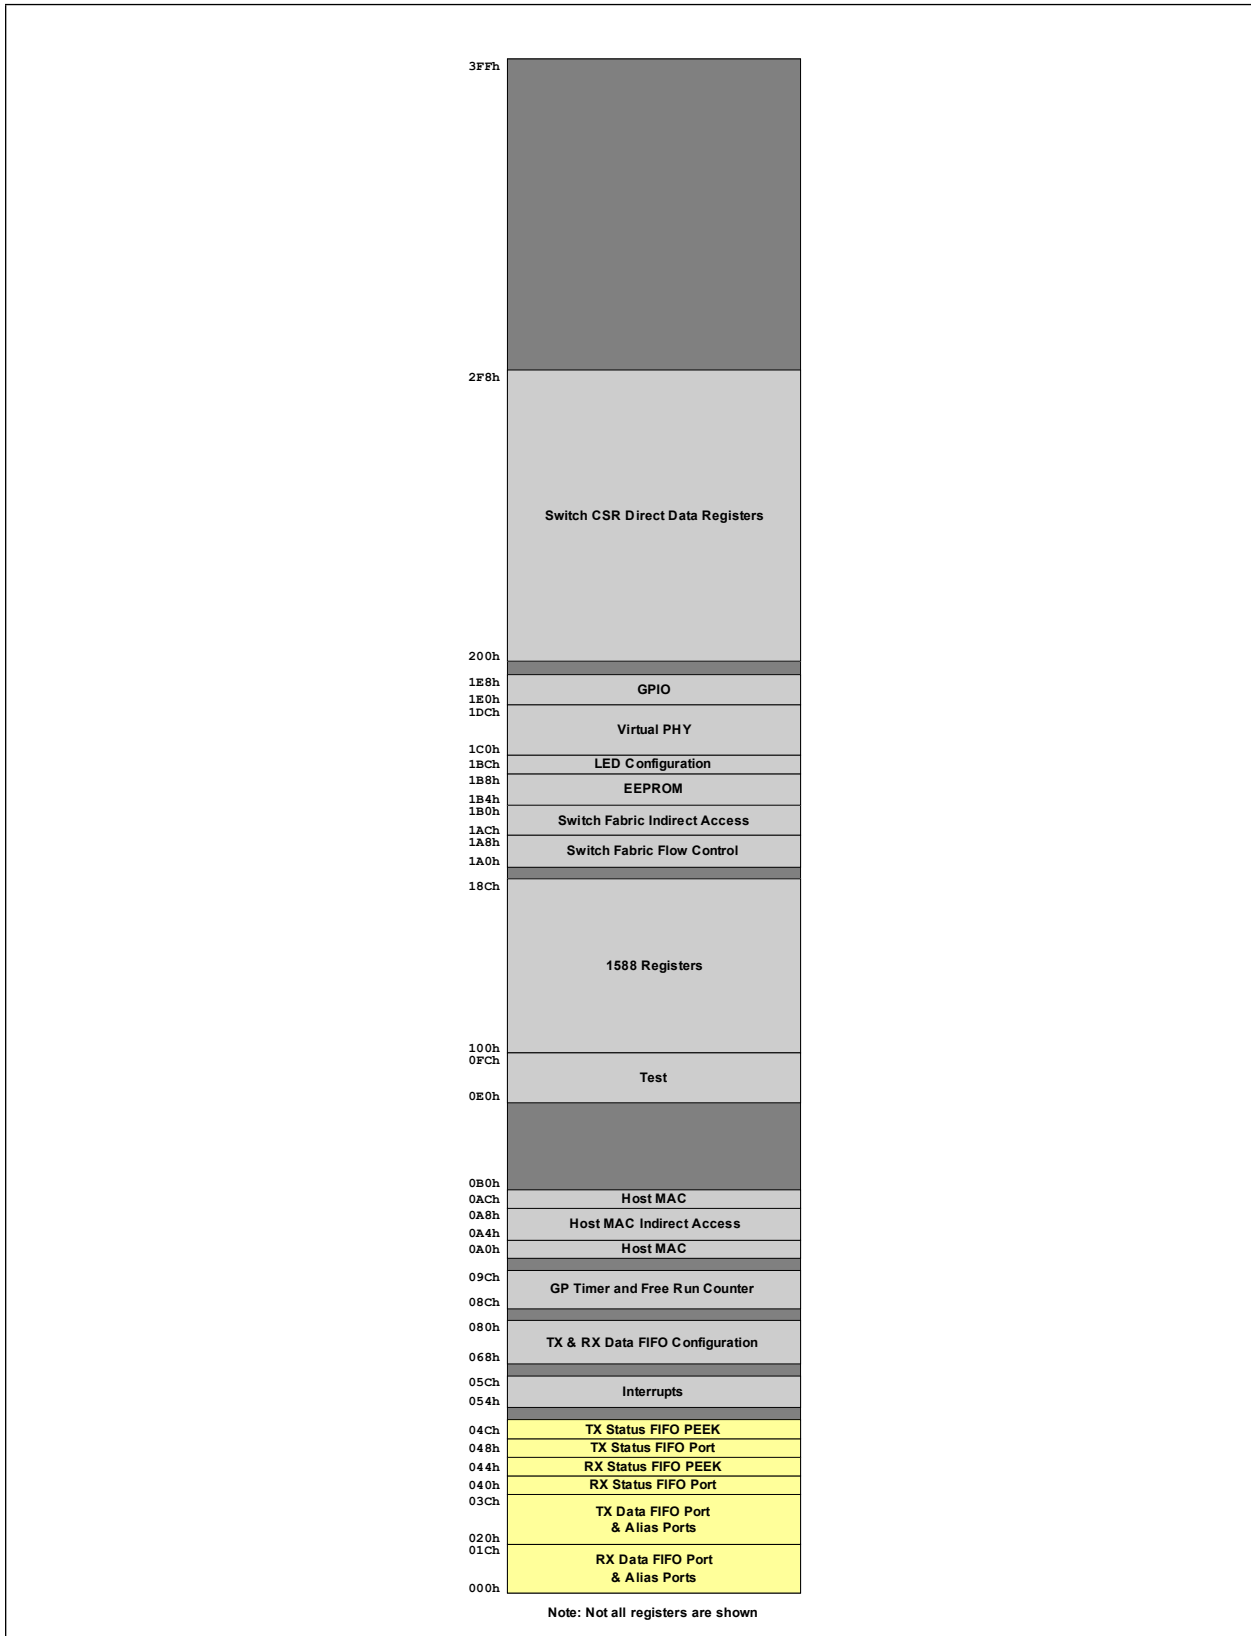 3FFh
2F8h
Switch CSR Direct Data Registers
200h
1E8h
GPIO
1E0h
1DCh
Virtual PHY
1C0h
1BCh
LED Configuration
1B8h
EEPROM
1B4h
1B0h
Switch Fabric Indirect Access
1ACh
1A8h
Switch Fabric Flow Control
1A0h
18Ch
1588 Registers
100h
0FCh
Test
0E0h
0B0h
0ACh
Host MAC
0A8h
Host MAC Indirect Access
0A4h
0A0h
Host MAC
09Ch
GP Timer and Free Run Counter
08Ch
080h
TX & RX Data FIFO Configuration
068h
05Ch
Interrupts
054h
04Ch
TX Status FIFO PEEK
048h
TX Status FIFO Port
044h
RX Status FIFO PEEK
040h
RX Status FIFO Port
03Ch
TX Data FIFO Port
& Alias Ports
020h
01Ch
RX Data FIFO Port
& Alias Ports
000h
Note: Not all registers are shown